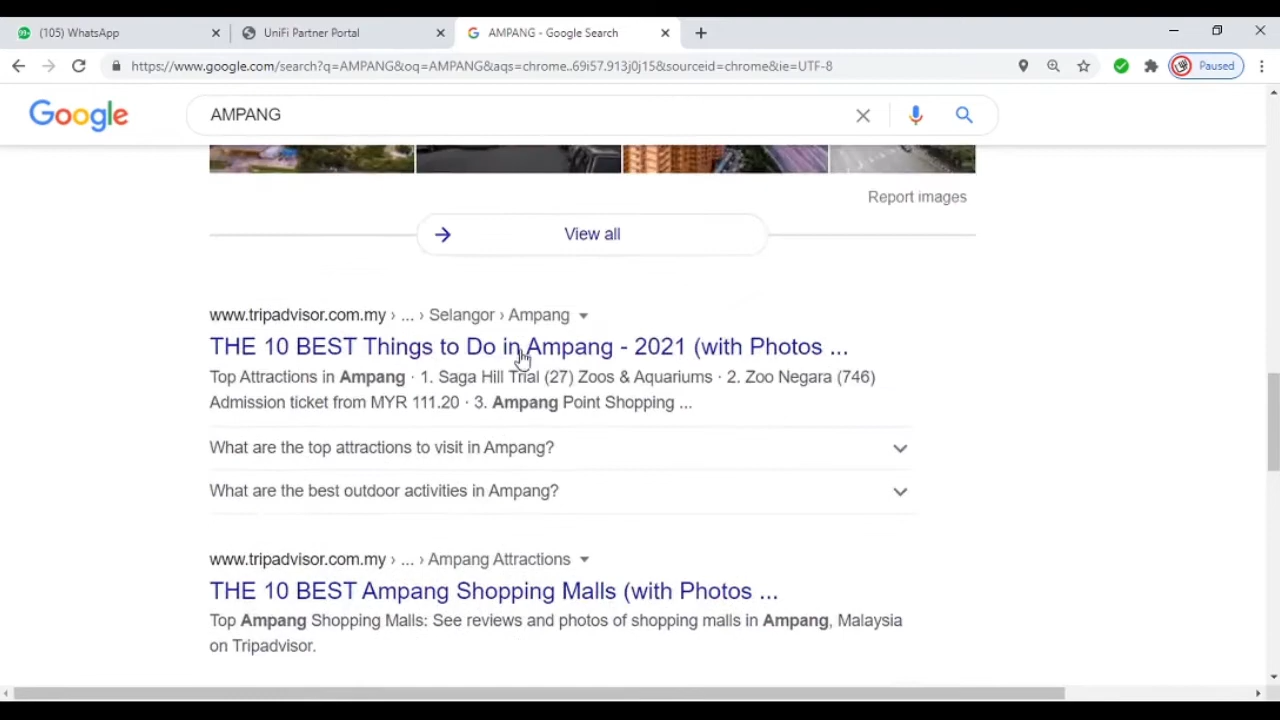 (105) WhatsApp
UniFi Partner Portal
AMPANG - Google Search
https://www.google.com/search?q=AMPANG&oq=AMPANG&aqs=chrome..69i57.913j0j15&sourceid=chrome&ie=UTF-8
Paused
Google
AMPANG
Report images
View all
www.tripadvisor.com.my › ... › Selangor › Ampang
THE 10 BEST Things to Do in Ampang - 2021 (with Photos ...
Top Attractions in Ampang · 1. Saga Hill Trial (27) Zoos & Aquariums · 2. Zoo Negara (746)
Admission ticket from MYR 111.20 · 3. Ampang Point Shopping ...
What are the top attractions to visit in Ampang?
What are the best outdoor activities in Ampang?
www.tripadvisor.com.my › ... › Ampang Attractions
THE 10 BEST Ampang Shopping Malls (with Photos ...
Top Ampang Shopping Malls: See reviews and photos of shopping malls in Ampang, Malaysia
on Tripadvisor.